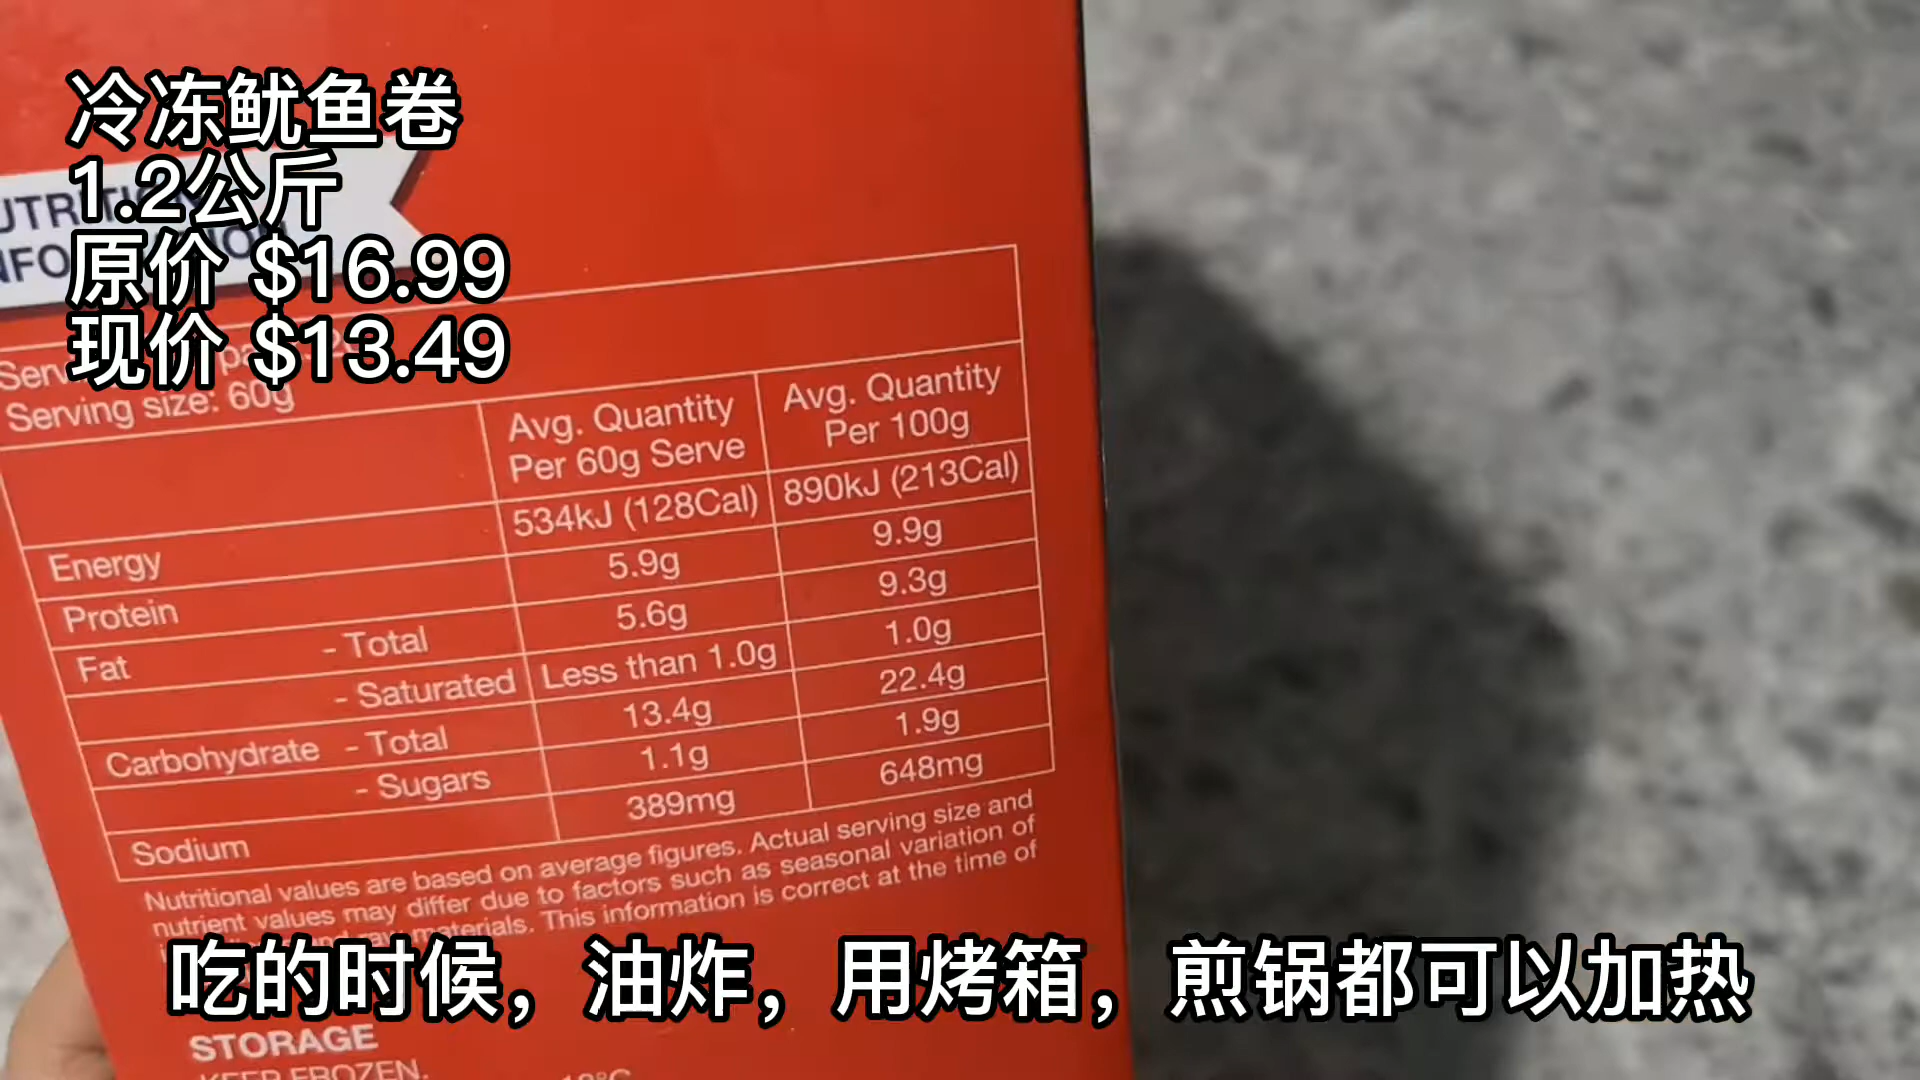 冷冻鱿鱼卷
1.2公斤
原价 $16.99
现价 $13.49
Serving size: 60g
Avg. Quantity Per 60g Serve
Avg. Quantity Per 100g
Energy 534kJ (128Cal) 890kJ (213Cal)
Protein 5.9g 9.9g
Fat - Total 5.6g 9.3g
- Saturated Less than 1.0g 1.0g
Carbohydrate - Total 13.4g 22.4g
- Sugars 1.1g 1.9g
Sodium 389mg 648mg
Nutritional values are based on average figures. Actual serving size and
nutrient values may differ due to factors such as seasonal variation of
materials. This information is correct at the time of
吃的时候，油炸，用烤箱，煎锅都可以加热
STORAGE
KEEP FROZEN.